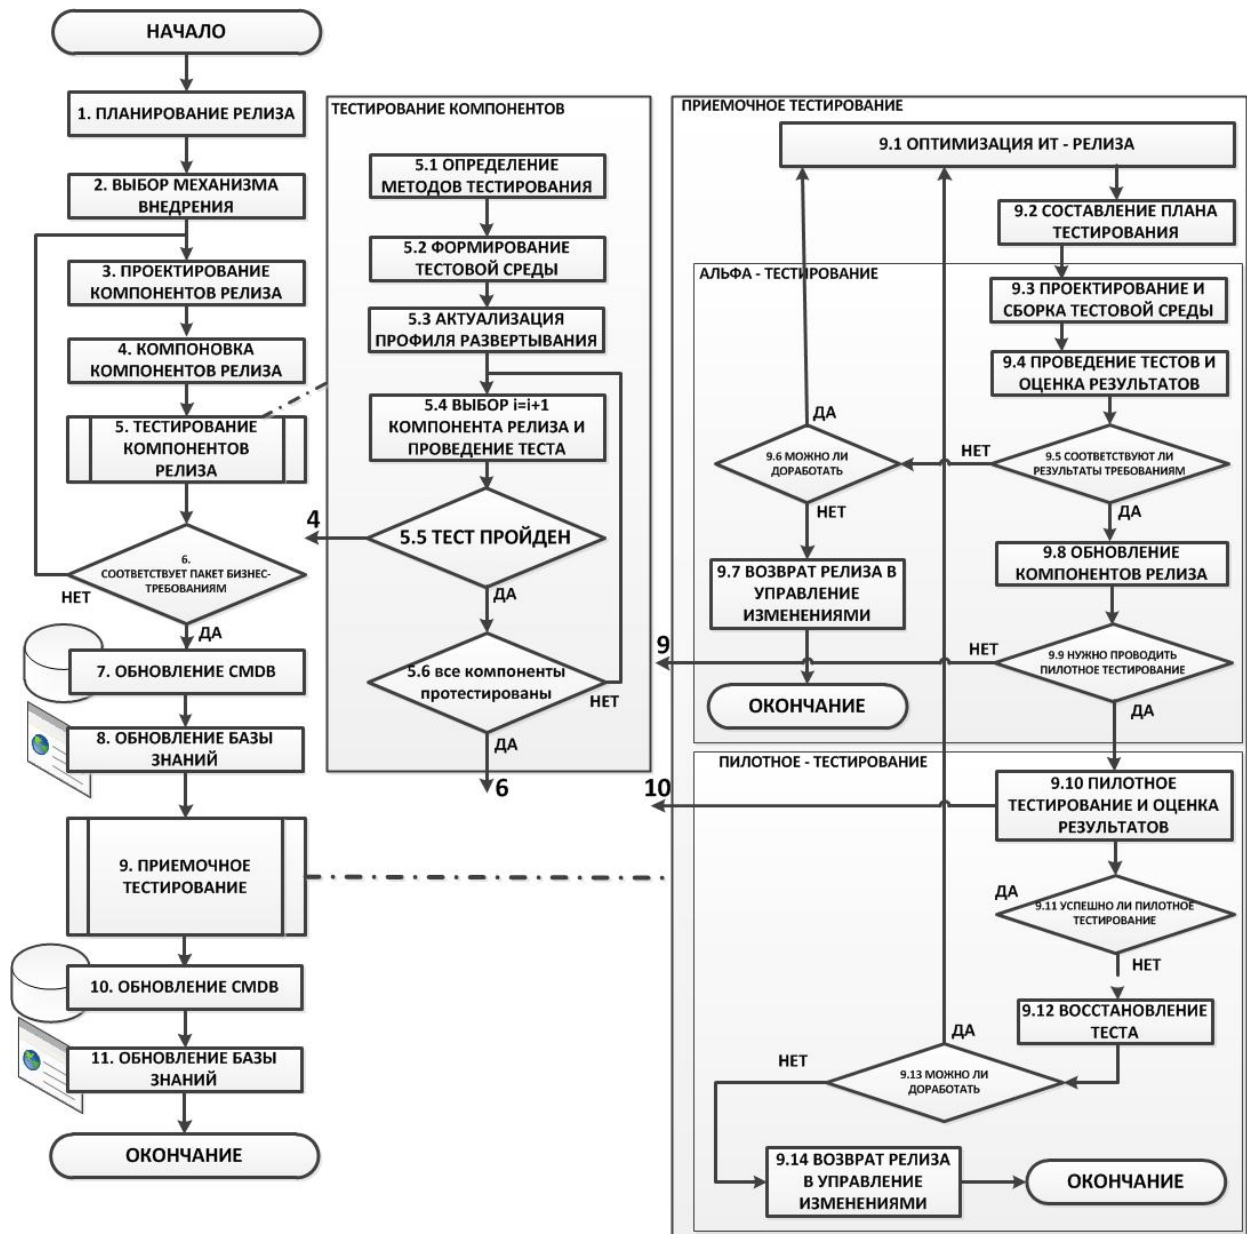 НАЧАЛО
1. ПЛАНИРОВАНИЕ РЕЛИЗА
2. ВЫБОР МЕХАНИЗМА
ВНЕДРЕНИЯ
3. ПРОЕКТИРОВАНИЕ
КОМПОНЕНТОВ РЕЛИЗА
4. КОМПОНОВКА
КОМПОНЕНТОВ РЕЛИЗА
5. ТЕСТИРОВАНИЕ
КОМПОНЕНТОВ
РЕЛИЗА
6.
СООТВЕТСТВУЕТ ПАКЕТ БИЗНЕС-
ТРЕБОВАНИЯМ
НЕТ
ДА
7. ОБНОВЛЕНИЕ CMDB
8. ОБНОВЛЕНИЕ БАЗЫ
ЗНАНИЙ
9. ПРИЕМОЧНОЕ
ТЕСТИРОВАНИЕ
10. ОБНОВЛЕНИЕ CMDB
11. ОБНОВЛЕНИЕ БАЗЫ
ЗНАНИЙ
ОКОНЧАНИЕ
ТЕСТИРОВАНИЕ КОМПОНЕНТОВ
5.1 ОПРЕДЕЛЕНИЕ
МЕТОДОВ ТЕСТИРОВАНИЯ
5.2 ФОРМИРОВАНИЕ
ТЕСТОВОЙ СРЕДЫ
5.3 АКТУАЛИЗАЦИЯ
ПРОФИЛЯ РАЗВЕРТЫВАНИЯ
5.4 ВЫБОР i=i+1
КОМПОНЕНТА РЕЛИЗА И
ПРОВЕДЕНИЕ ТЕСТА
4
5.5 ТЕСТ ПРОЙДЕН
ДА
5.6 все компоненты
протестированы
НЕТ
ДА
6
ПРИЕМОЧНОЕ ТЕСТИРОВАНИЕ
9.1 ОПТИМИЗАЦИЯ ИТ - РЕЛИЗА
9.2 СОСТАВЛЕНИЕ ПЛАНА
ТЕСТИРОВАНИЯ
АЛЬФА - ТЕСТИРОВАНИЕ
9.3 ПРОЕКТИРОВАНИЕ И
СБОРКА ТЕСТОВОЙ СРЕДЫ
9.4 ПРОВЕДЕНИЕ ТЕСТОВ И
ОЦЕНКА РЕЗУЛЬТАТОВ
9.5 СООТВЕТСТВУЮТ ЛИ
РЕЗУЛЬТАТЫ ТРЕБОВАНИЯМ
НЕТ
ДА
ДА
9.6 МОЖНО ЛИ
ДОРАБОТАТЬ
НЕТ
9.7 ВОЗВРАТ РЕЛИЗА В
УПРАВЛЕНИЕ
ИЗМЕНЕНИЯМИ
ОКОНЧАНИЕ
9.8 ОБНОВЛЕНИЕ
КОМПОНЕНТОВ РЕЛИЗА
9
НЕТ
9.9 НУЖНО ПРОВОДИТЬ
ПИЛОТНОЕ ТЕСТИРОВАНИЕ
ДА
ПИЛОТНОЕ - ТЕСТИРОВАНИЕ
10
9.10 ПИЛОТНОЕ
ТЕСТИРОВАНИЕ И ОЦЕНКА
РЕЗУЛЬТАТОВ
ДА
9.11 УСПЕШНО ЛИ ПИЛОТНОЕ
ТЕСТИРОВАНИЕ
НЕТ
9.12 ВОССТАНОВЛЕНИЕ
ТЕСТА
ДА
НЕТ
9.13 МОЖНО ЛИ
ДОРАБОТАТЬ
9.14 ВОЗВРАТ РЕЛИЗА
В УПРАВЛЕНИЕ
ИЗМЕНЕНИЯМИ
ОКОНЧАНИЕ